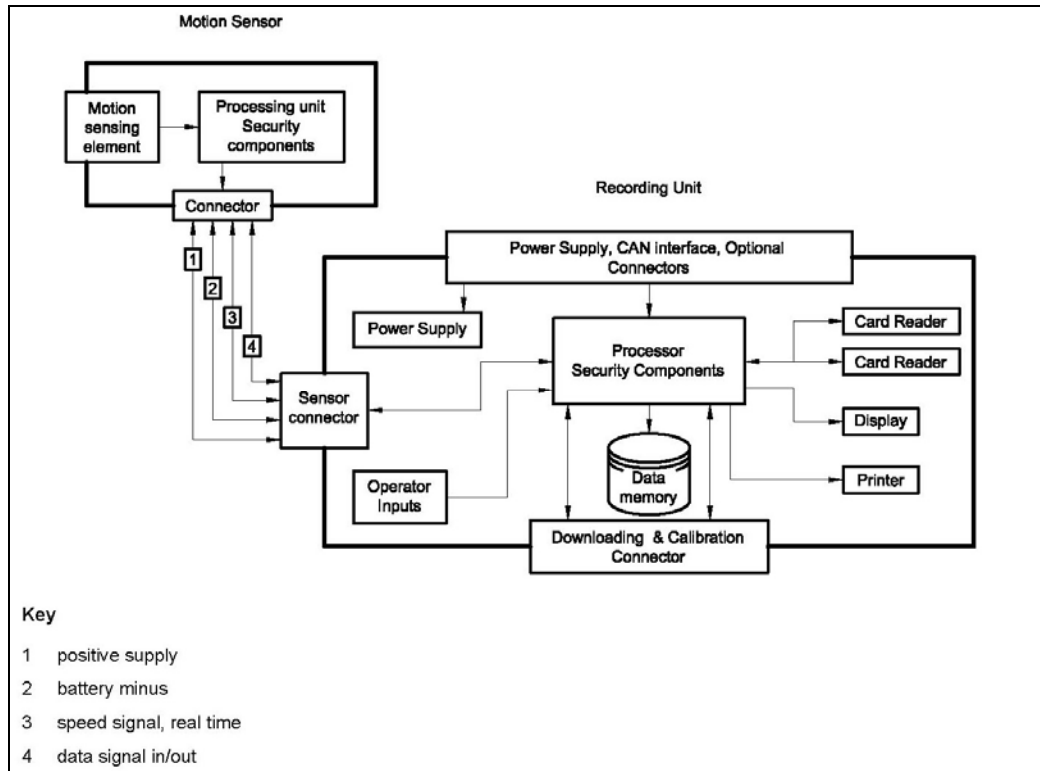 Motion Sensor
Motion
sensing
element
Processing unit
Security
components
Connector
Recording Unit
1
2
3
4
Power Supply, CAN interface, Optional
Connectors
Power Supply
Processor
Security Components
Card Reader
Card Reader
Sensor
connector
Display
Operator
Inputs
Data
memory
Printer
Downloading & Calibration
Connector
Key
1 positive supply
2 battery minus
3 speed signal, real time
4 data signal in/out